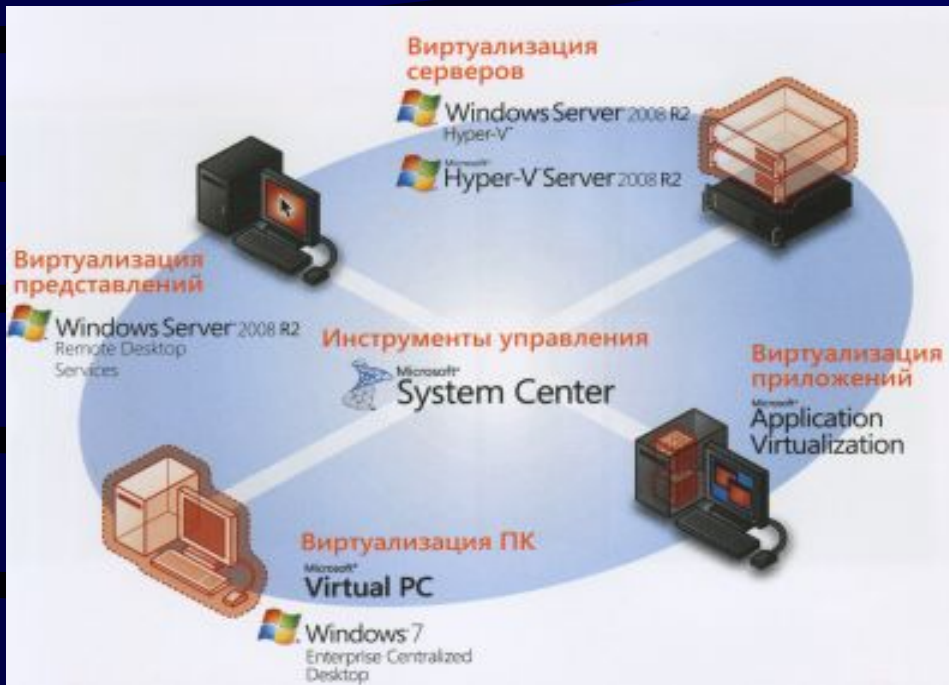 Виртуализация
серверов
Windows Server 2008 R2
Hyper-V™
Microsoft®
Hyper-V Server 2008 R2
Виртуализация
представлений
Windows Server 2008 R2
Remote Desktop
Services
Инструменты управления
Microsoft®
System Center
Виртуализация
приложений
Microsoft®
Application
Virtualization
Виртуализация ПК
Microsoft®
Virtual PC
Windows 7
Enterprise Centralized
Desktop